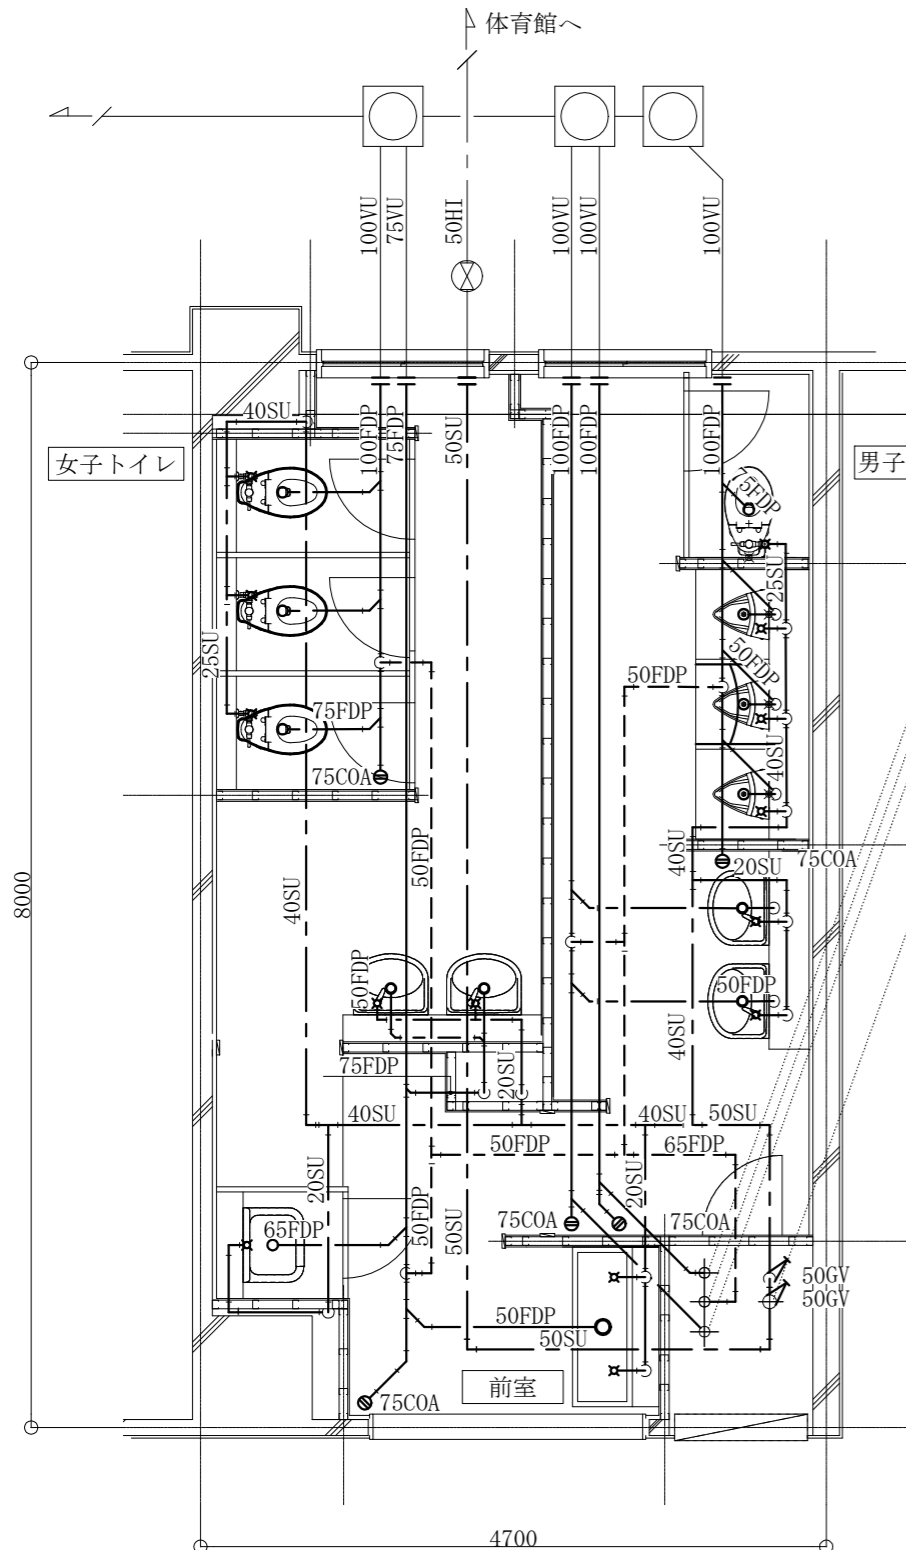 体育館へ
100VU
75VU
50HI
100VU
100VU
100VU
40SU
100FDP
75FDP
50SU
100FDP
100FDP
100FDP
女子トイレ
男子
75FDP
25SU
25SU
50FDP
50FDP
75FDP
75COA
40SU
50FDP
40SU
20SU
75COA
40SU
8000
50FDP
50FDP
40SU
75FDP
20SU
40SU
40SU
50SU
50FDP
65FDP
20SU
20SU
65FDP
50FDP
50SU
75COA
75COA
50GV
50GV
50FDP
50SU
前室
75COA
4700